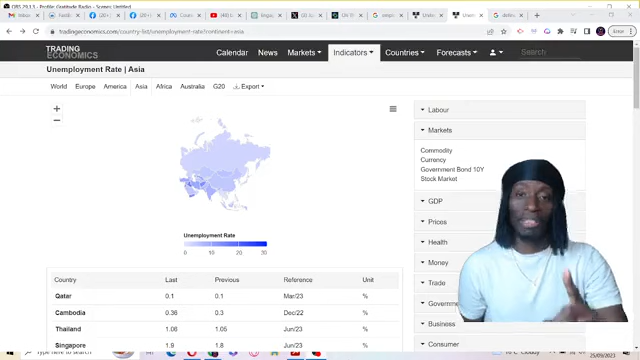 OBS 29.1.3 - Profile: Gratitude Radio - Scenes: Untitled
tradingeconomics.com/country-list/unemployment-rate?continent=asia
TRADING
ECONOMICS
Calendar News Markets Indicators Countries Forecasts
Search
Unemployment Rate | Asia
World Europe America Asia Africa Australia G20 Export
+
−
Unemployment Rate
0 10 20 30
Country Last Previous Reference Unit
Qatar 0.1 0.1 Mar/23 %
Cambodia 0.36 0.3 Dec/22 %
Thailand 1.06 1.05 Jun/23 %
Singapore 1.9 1.8 Jun/23 %
Labour
Markets
Commodity
Currency
Government Bond 10Y
Stock Market
GDP
Prices
Health
Money
Trade
Business
Consumer
Type here to search
25/09/2023